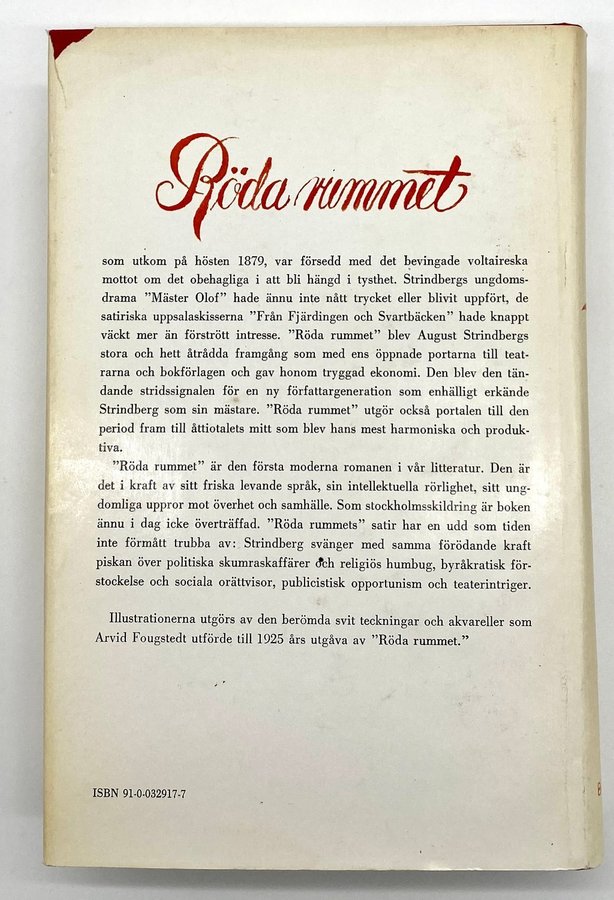 Röda rummet
som utkom på hösten 1879, var försedd med det bevingade voltaireska
mottot om det obehagliga i att bli hängd i tysthet. Strindbergs ungdoms-
drama "Mäster Olof" hade ännu inte nått trycket eller blivit uppfört, de
satiriska uppsalaskisserna "Från Fjärdingen och Svartbäcken" hade knappt
väckt mer än förstrött intresse. "Röda rummet" blev August Strindbergs
stora och hett åtrådda framgång som med ens öppnade portarna till teat-
rarna och bokförlagen och gav honom tryggad ekonomi. Den blev den tän-
dande stridssignalen för en ny författargeneration som enhälligt erkände
Strindberg som sin mästare. "Röda rummet" utgör också portalen till den
period fram till åttiotalets mitt som blev hans mest harmoniska och produk-
tiva.
"Röda rummet" är den första moderna romanen i vår litteratur. Den är
det i kraft av sitt friska levande språk, sin intellektuella rörlighet, sitt ung-
domliga uppror mot överhet och samhälle. Som stockholmsskildring är boken
ännu i dag icke överträffad. "Röda rummets" satir har en udd som tiden
inte förmått trubba av: Strindberg svänger med samma förödande kraft
piskan över politiska skumraskaffärer och religiös humbug, byråkratisk för-
stockelse och sociala orättvisor, publicistisk opportunism och teaterintriger.
Illustrationerna utgörs av den berömda svit teckningar och akvareller som
Arvid Fougstedt utförde till 1925 års utgåva av "Röda rummet."
ISBN 91-0-032917-7